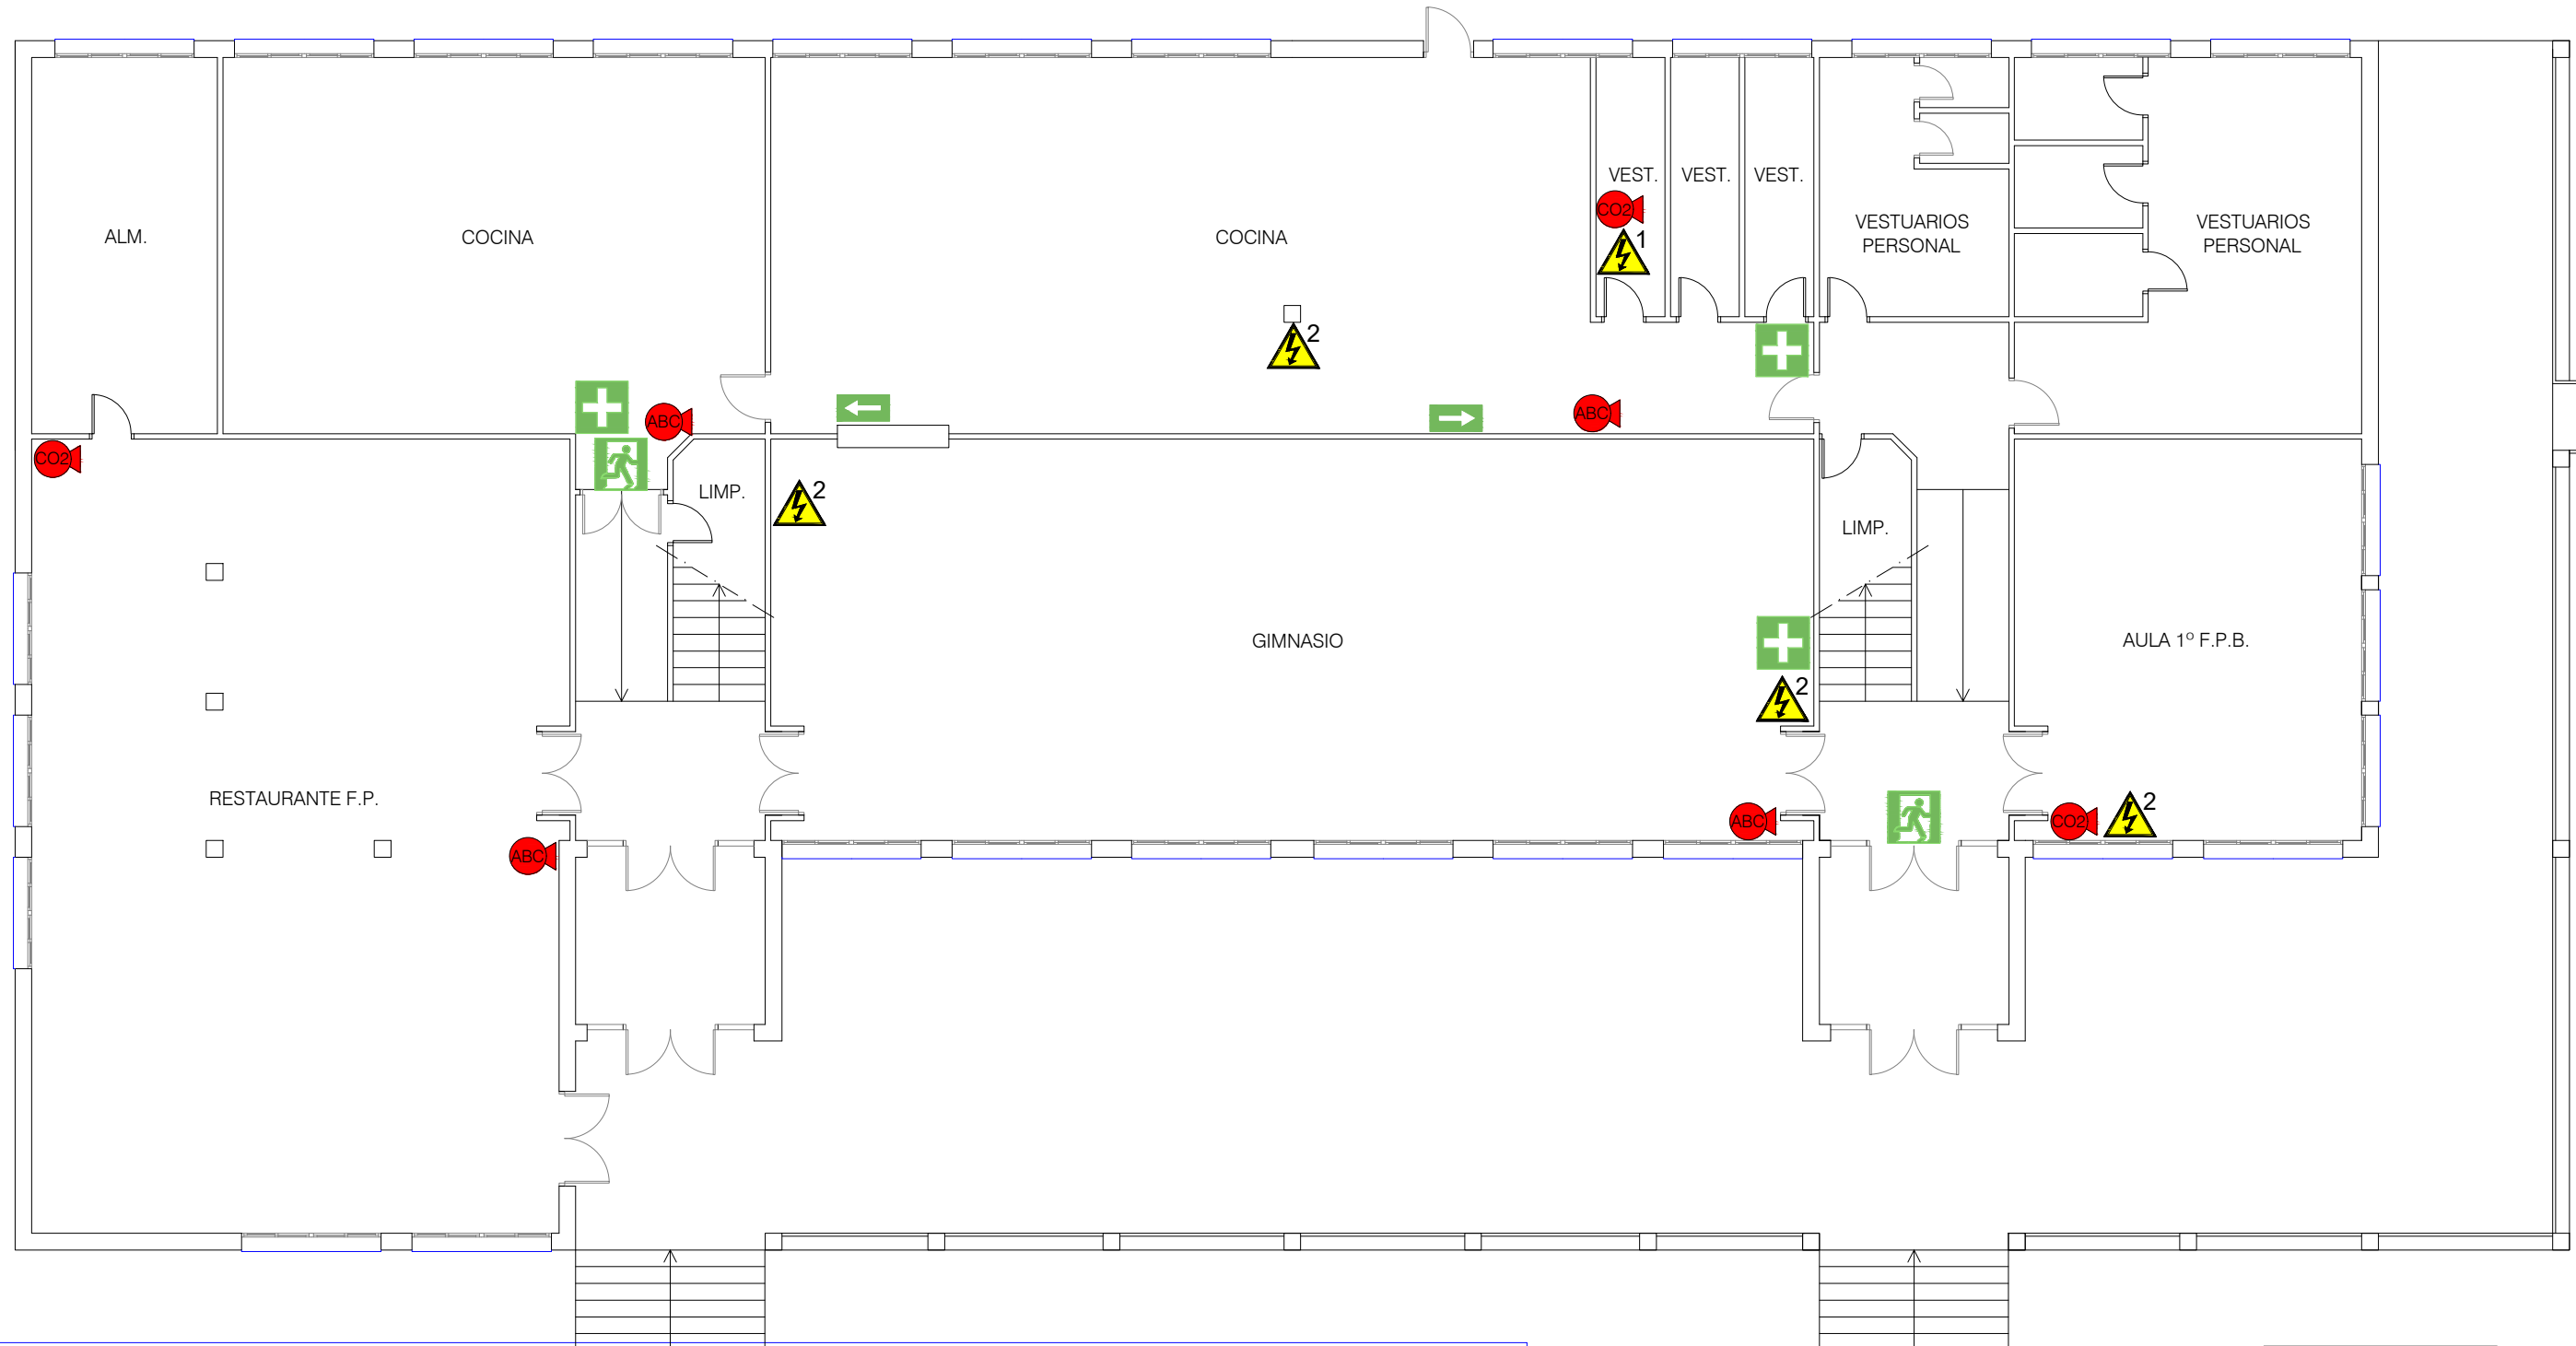 VEST.
VEST.
VEST.
CO2
1
VESTUARIOS
PERSONAL
VESTUARIOS
PERSONAL
ALM.
COCINA
COCINA
2
ABC
ABC
CO2
LIMP.
2
LIMP.
GIMNASIO
AULA 1º F.P.B.
2
RESTAURANTE F.P.
ABC
CO2
2
ABC